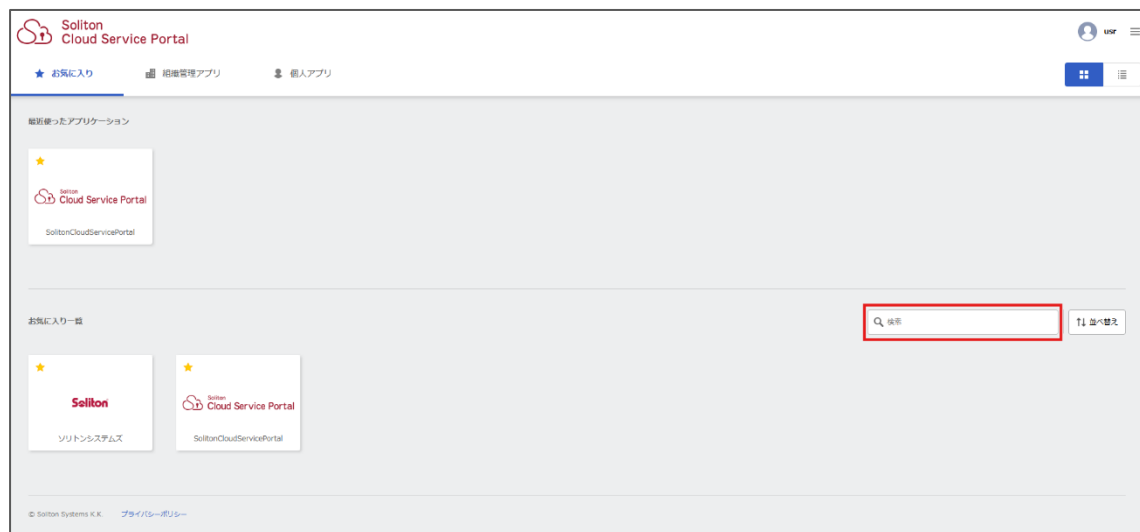 Soliton
Cloud Service Portal
usr
お気に入り
組織管理アプリ
個人アプリ
最近使ったアプリケーション
Soliton
Cloud Service Portal
SolitonCloudServicePortal
お気に入り一覧
検索
並べ替え
Soliton
Soliton
Cloud Service Portal
ソリトンシステムズ
SolitonCloudServicePortal
© Soliton Systems K.K.
プライバシーポリシー